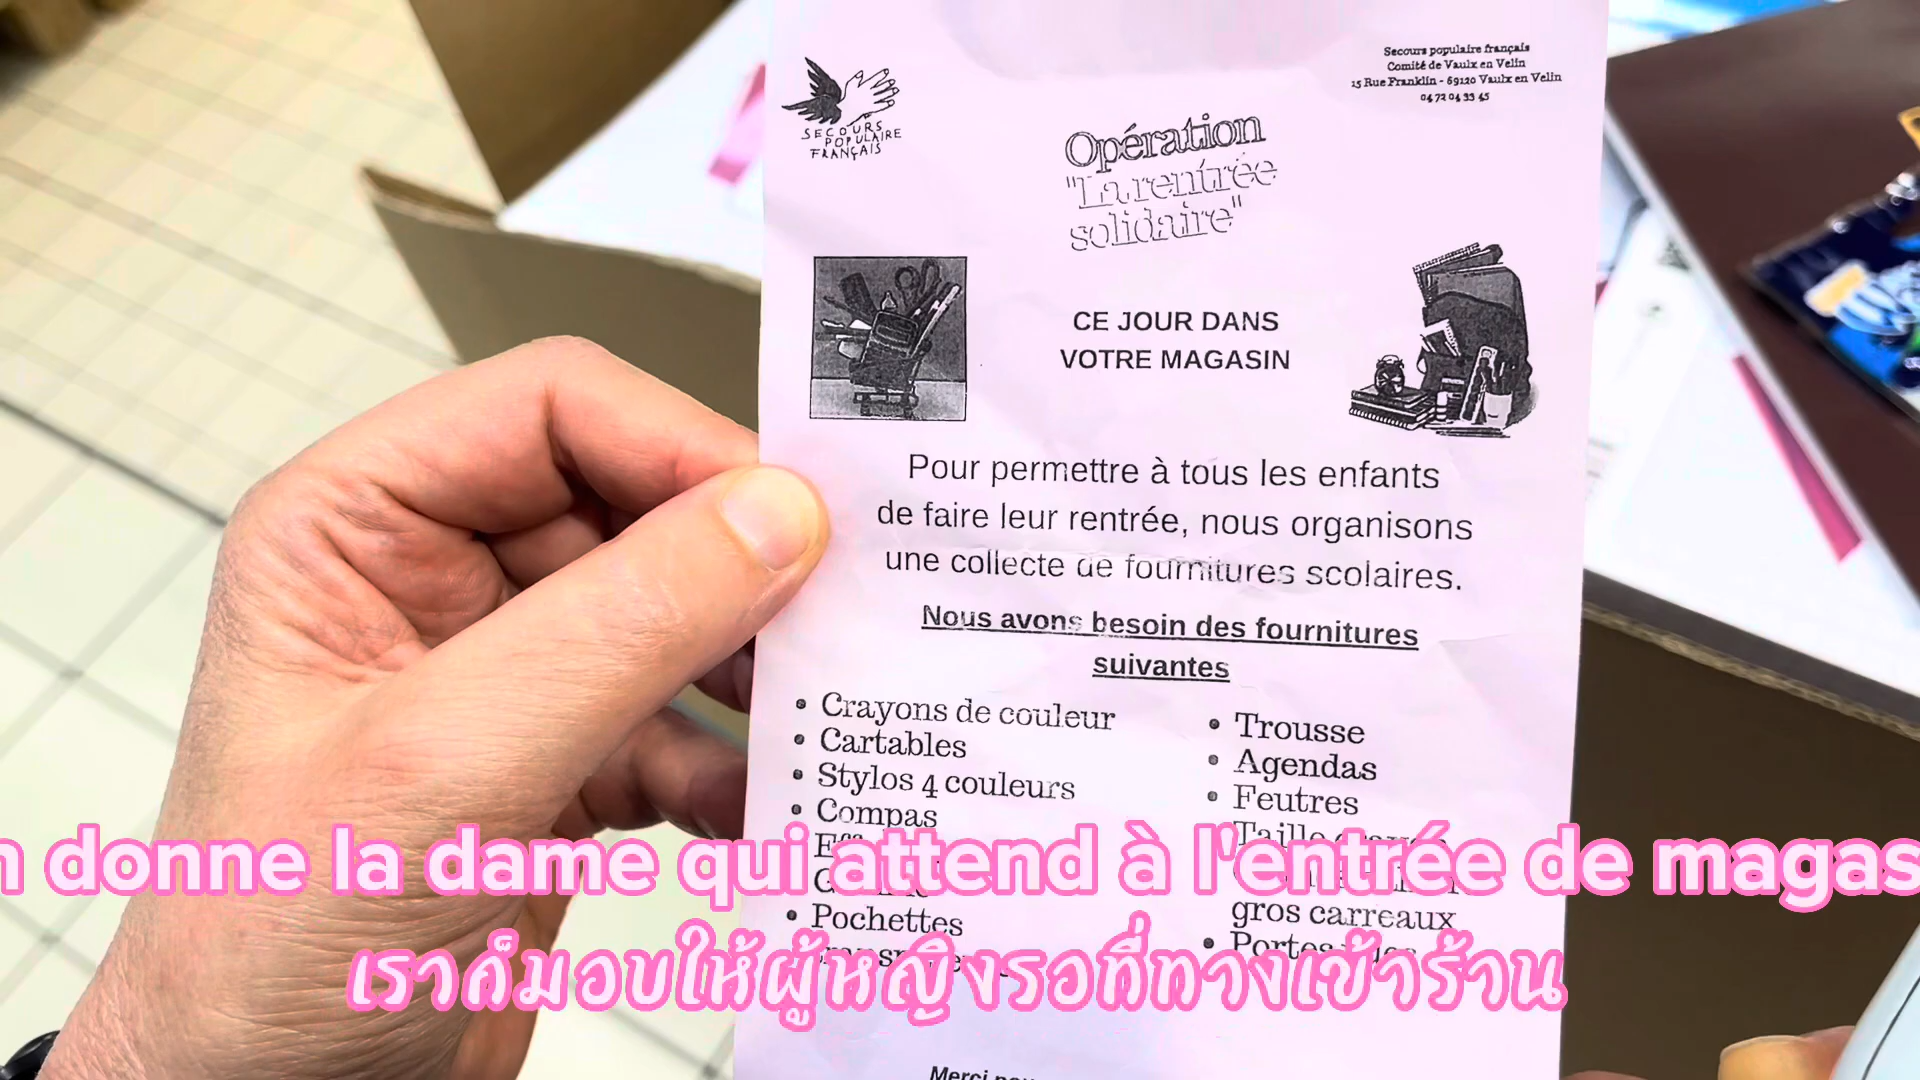 SECOURS
POPULAIRE
FRANÇAIS
Secours populaire français
Comité de Vaulx en Velin
15 Rue Franklin - 69120 Vaulx en Velin
04 72 04 33 45
Opération
"La rentrée
solidaire"
CE JOUR DANS
VOTRE MAGASIN
Pour permettre à tous les enfants
de faire leur rentrée, nous organisons
une collecte de fournitures scolaires.
Nous avons besoin des fournitures
suivantes
• Crayons de couleur
• Cartables
• Stylos 4 couleurs
• Compas
• Pochettes
• Trousse
• Agendas
• Feutres
gros carreaux
donne la dame qui attend à l'entrée de magas
เราก็มอบให้ผู้หญิงรอที่ทางเข้าร้าน
Merci